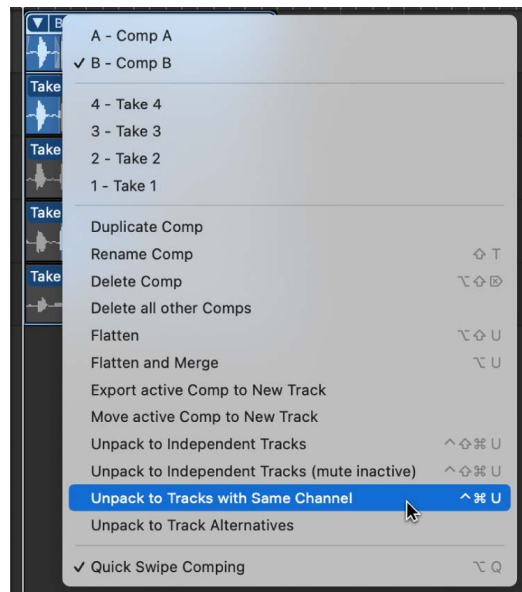 B
A - Comp A
✓ B - Comp B
Take
4 - Take 4
3 - Take 3
Take
2 - Take 2
1 - Take 1
Take
Duplicate Comp
Rename Comp ⇧ T
Take
Delete Comp ⌥⇧⌦
Delete all other Comps
Flatten ⌥⇧ U
Flatten and Merge ⌥ U
Export active Comp to New Track
Move active Comp to New Track
Unpack to Independent Tracks ^⇧⌘ U
Unpack to Independent Tracks (mute inactive) ^⇧⌘ U
Unpack to Tracks with Same Channel ^⌘ U
Unpack to Track Alternatives
✓ Quick Swipe Comping ⌥ Q